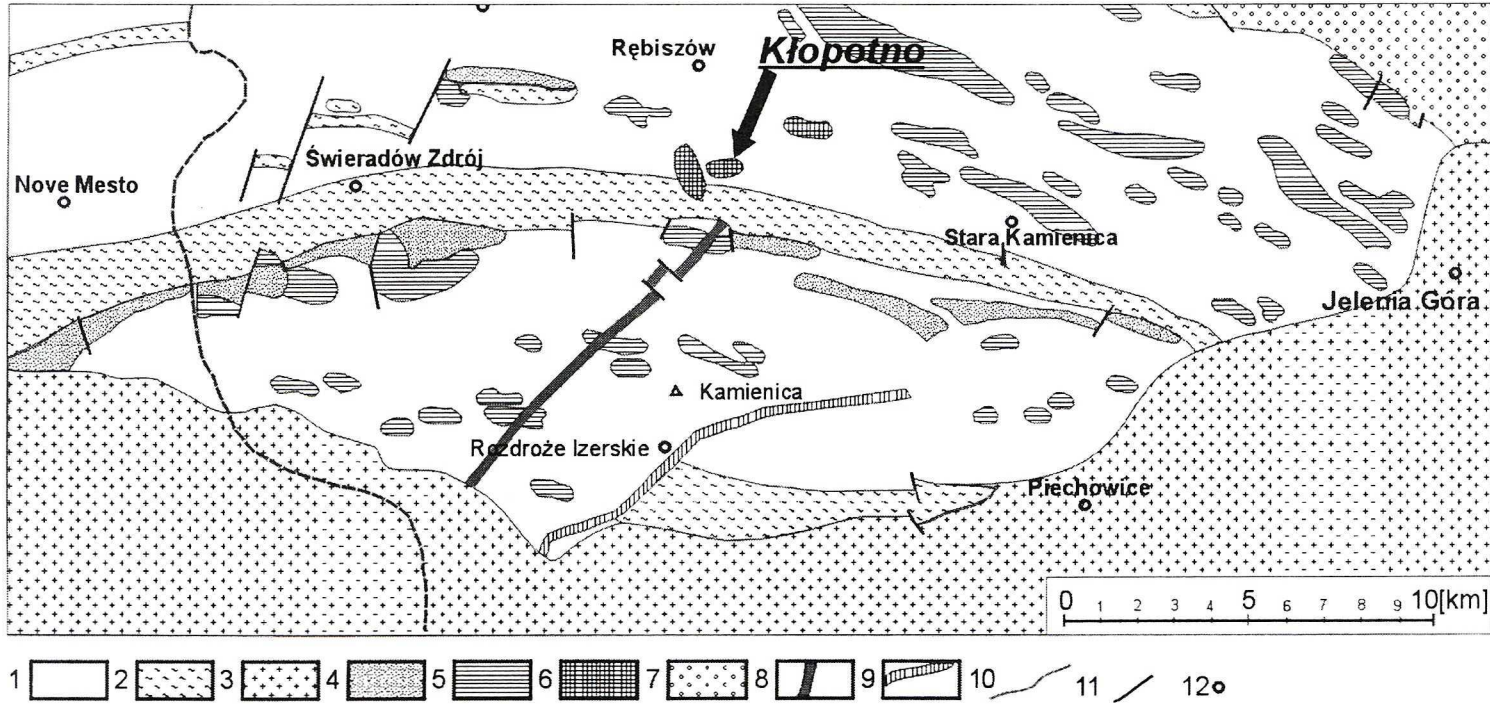 Rębiszów
Kłopotno
Świeradów Zdrój
Nove Mesto
Stara Kamienica
Jelenia Góra
Kamienica
Rozdroże Izerskie
Piechowice
0 1 2 3 4 5 6 7 8 9 10[km]
1 2 3 4 5 6 7 8 9 10 11 12